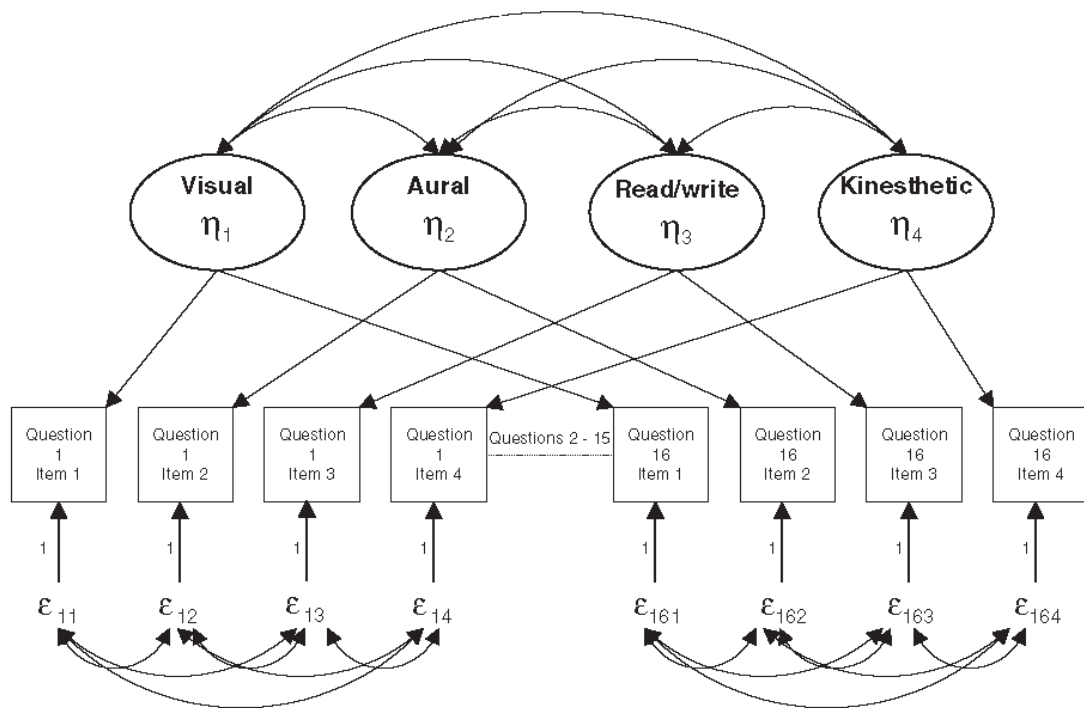 Visual
η1
Aural
η2
Read/write
η3
Kinesthetic
η4
Question
1
Item 1
Question
1
Item 2
Question
1
Item 3
Question
1
Item 4
Questions 2 - 15
Question
16
Item 1
Question
16
Item 2
Question
16
Item 3
Question
16
Item 4
1
1
1
1
1
1
1
1
ε11
ε12
ε13
ε14
ε161
ε162
ε163
ε164